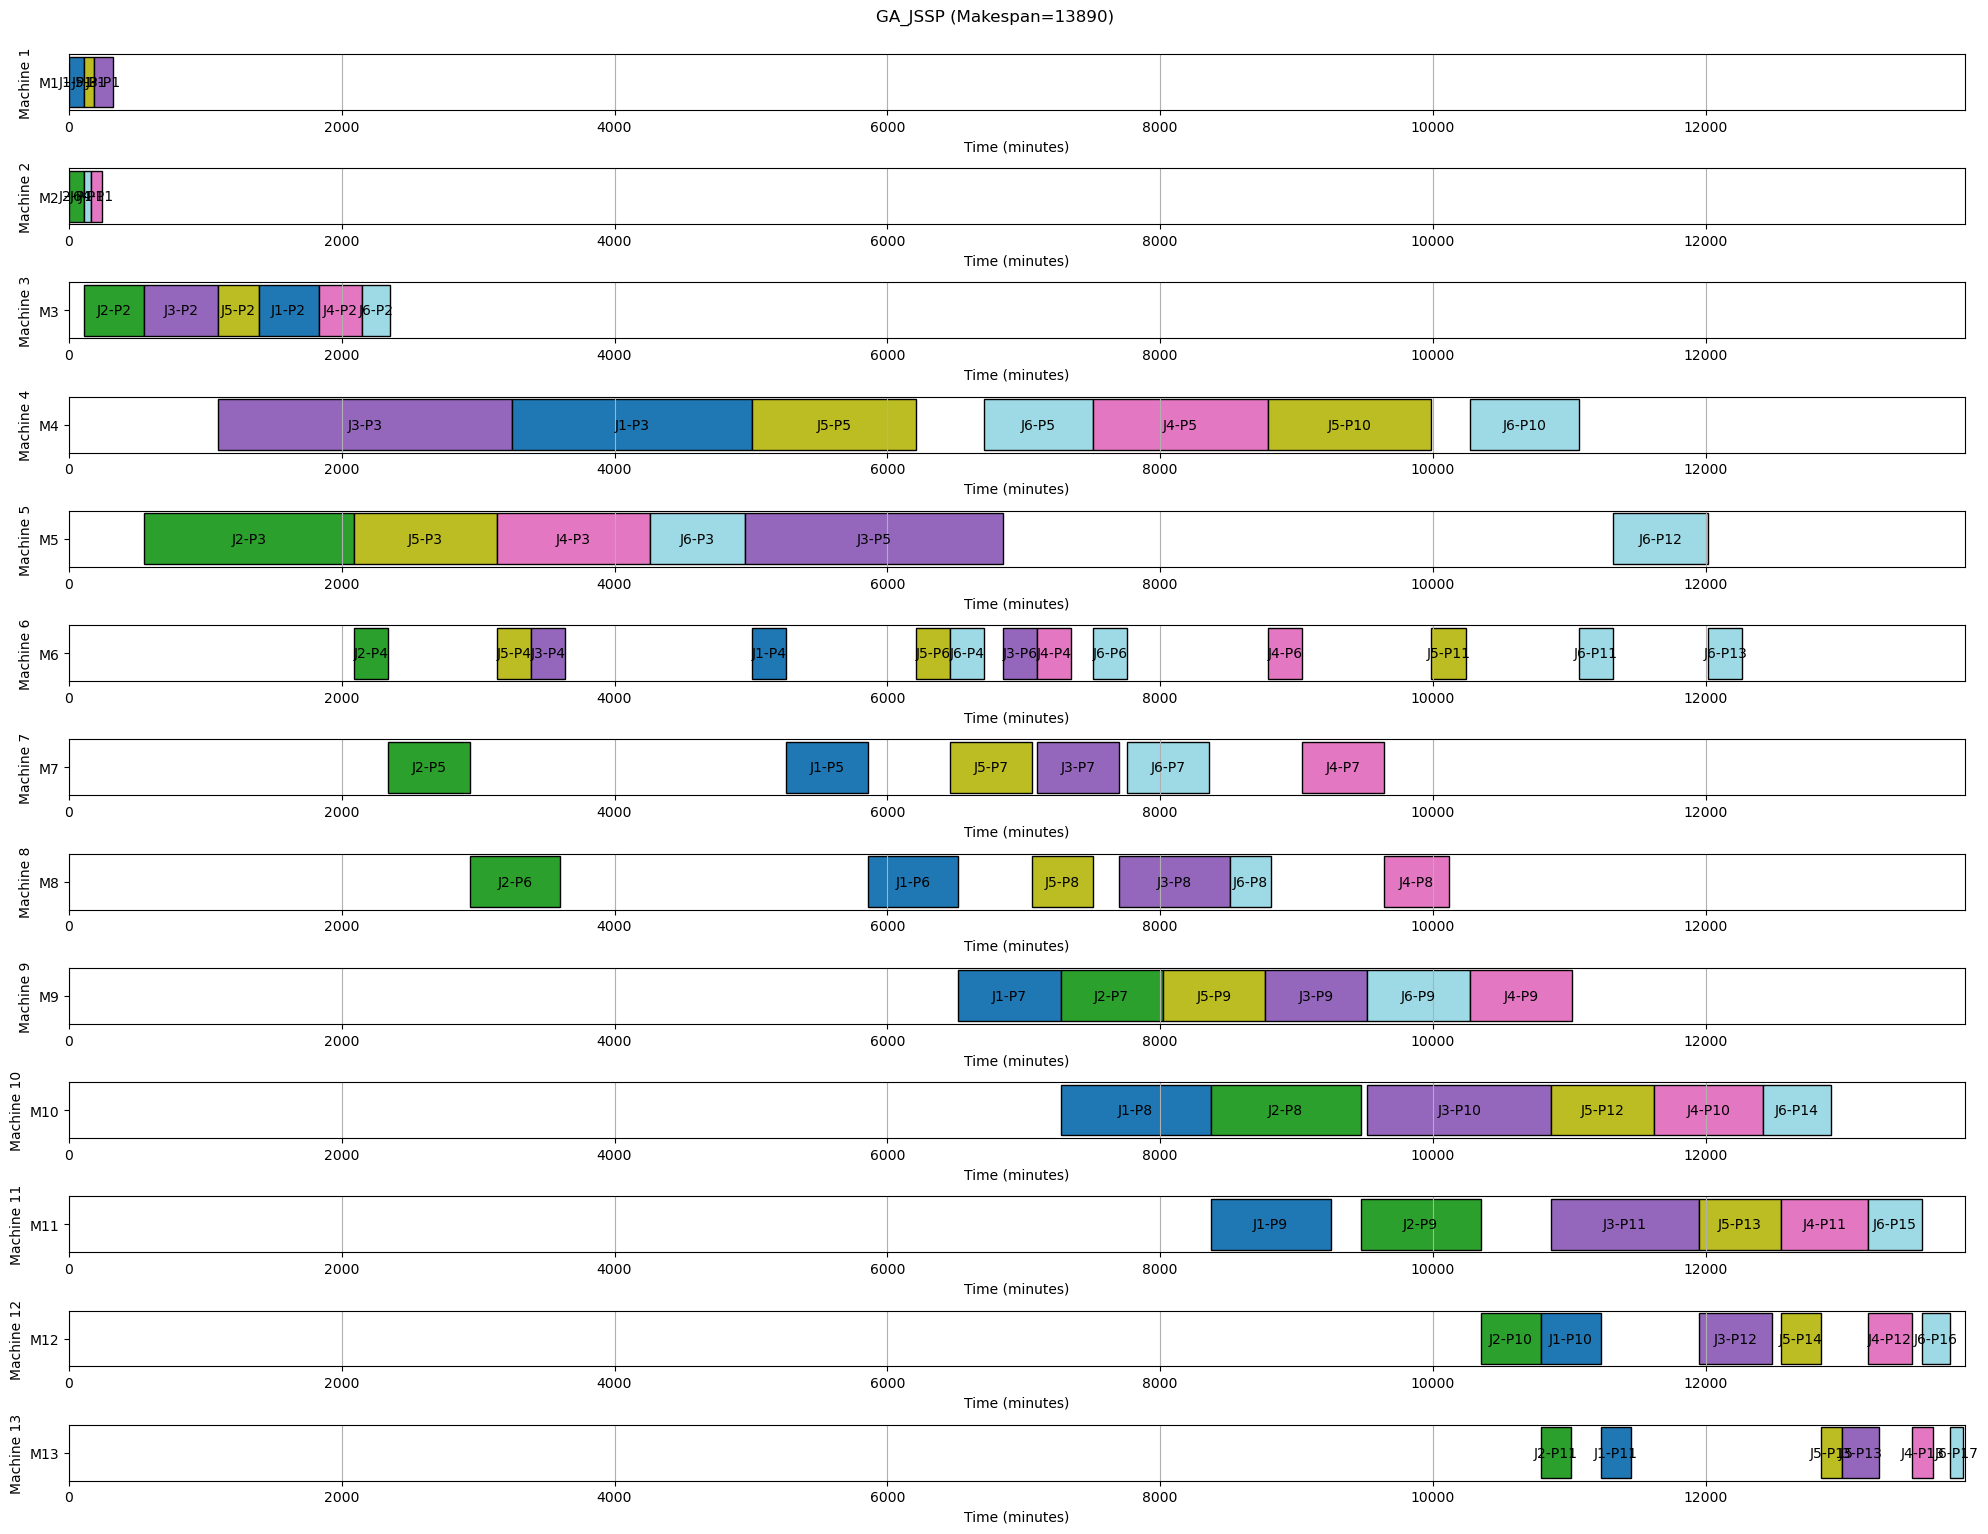 GA_JSSP (Makespan=13890)
Machine 1
M1
0 2000 4000 6000 8000 10000 12000
Time (minutes)
Machine 2
M2
0 2000 4000 6000 8000 10000 12000
Time (minutes)
Machine 3
M3 J2-P2 J3-P2 J5-P2 J1-P2 J4-P2 J6-P2
0 2000 4000 6000 8000 10000 12000
Time (minutes)
Machine 4
M4 J3-P3 J1-P3 J5-P5 J6-P5 J4-P5 J5-P10 J6-P10
0 2000 4000 6000 8000 10000 12000
Time (minutes)
Machine 5
M5 J2-P3 J5-P3 J4-P3 J6-P3 J3-P5 J6-P12
0 2000 4000 6000 8000 10000 12000
Time (minutes)
Machine 6
M6 J2-P4 J5-P4 J3-P4 J1-P4 J5-P6 J6-P4 J3-P6 J4-P4 J6-P6 J4-P6 J5-P11 J6-P11 J6-P13
0 2000 4000 6000 8000 10000 12000
Time (minutes)
Machine 7
M7 J2-P5 J1-P5 J5-P7 J3-P7 J6-P7 J4-P7
0 2000 4000 6000 8000 10000 12000
Time (minutes)
Machine 8
M8 J2-P6 J1-P6 J5-P8 J3-P8 J6-P8 J4-P8
0 2000 4000 6000 8000 10000 12000
Time (minutes)
Machine 9
M9 J1-P7 J2-P7 J5-P9 J3-P9 J6-P9 J4-P9
0 2000 4000 6000 8000 10000 12000
Time (minutes)
Machine 10
M10 J1-P8 J2-P8 J3-P10 J5-P12 J4-P10 J6-P14
0 2000 4000 6000 8000 10000 12000
Time (minutes)
Machine 11
M11 J1-P9 J2-P9 J3-P11 J5-P13 J4-P11 J6-P15
0 2000 4000 6000 8000 10000 12000
Time (minutes)
Machine 12
M12 J2-P10 J1-P10 J3-P12 J5-P14 J4-P12 J6-P16
0 2000 4000 6000 8000 10000 12000
Time (minutes)
Machine 13
M13 J2-P11 J1-P11 J5-P15 J3-P13 J4-P13 J6-P17
0 2000 4000 6000 8000 10000 12000
Time (minutes)